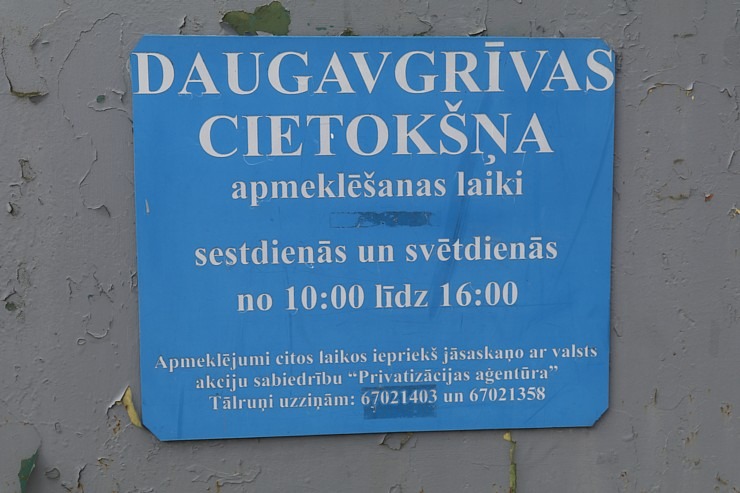 DAUGAVGRĪVAS
CIETOKŠŅA
apmeklēšanas laiki
sestdieņās un svētdienās
no 10:00 līdz 16:00
Apmeklējumi citos laikos iepriekš jāsaskaņo ar valsts
akciju sabiedrību “Privatizācijas aģentūra”
Tālruņi uzziņām: 67021403 un 67021358